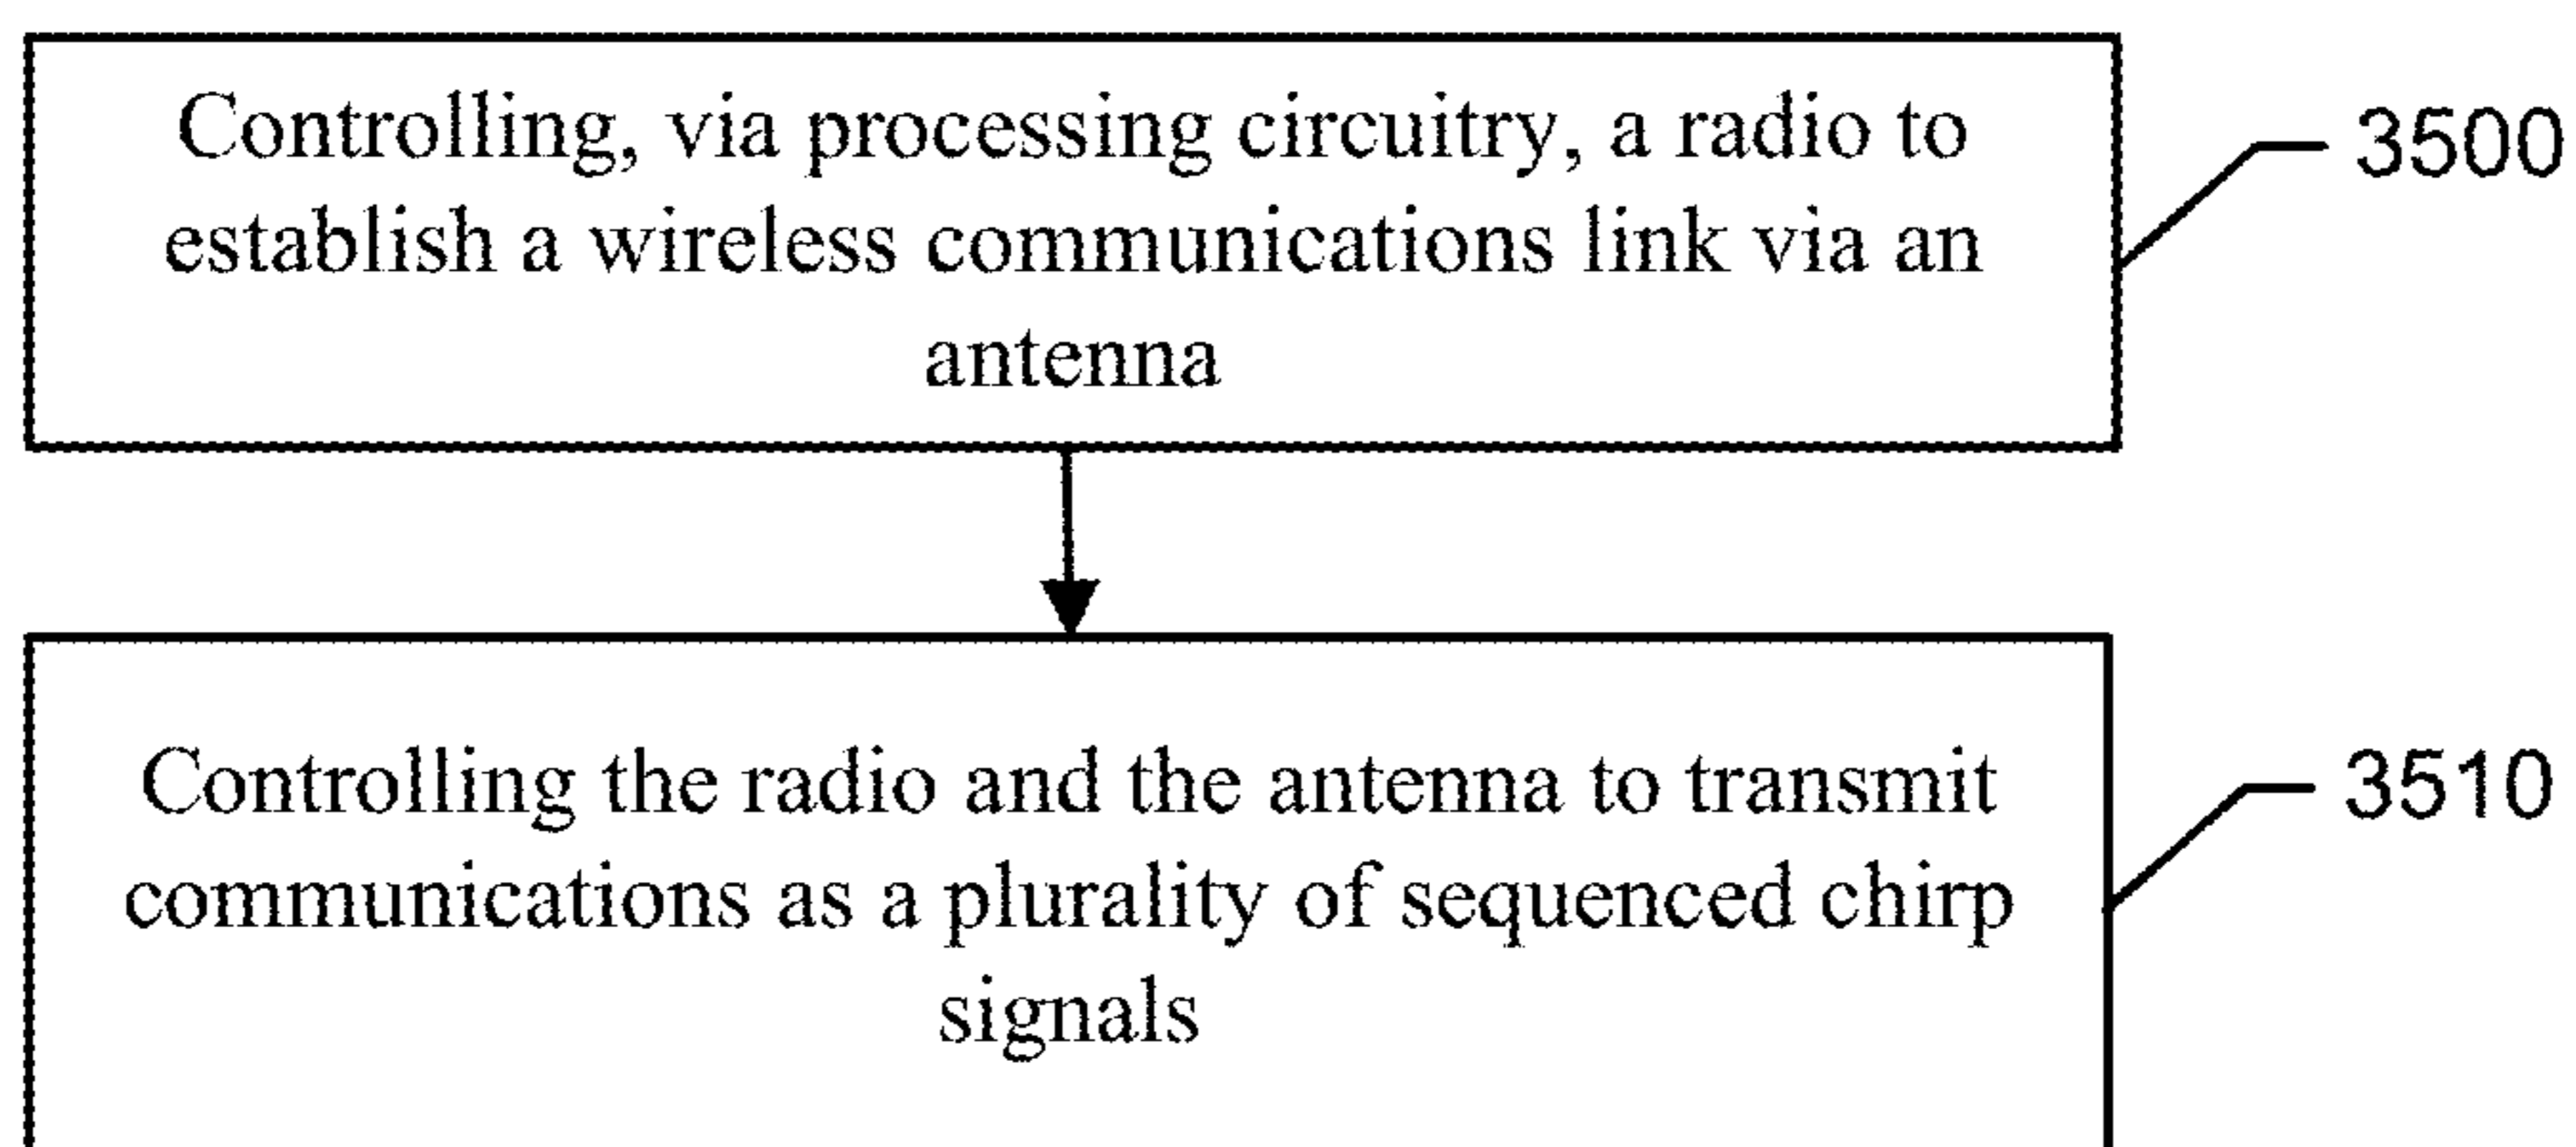 Controlling, via processing circuitry, a radio to
establish a wireless communications link via an
antenna
3500
Controlling the radio and the antenna to transmit
communications as a plurality of sequenced chirp
signals
3510